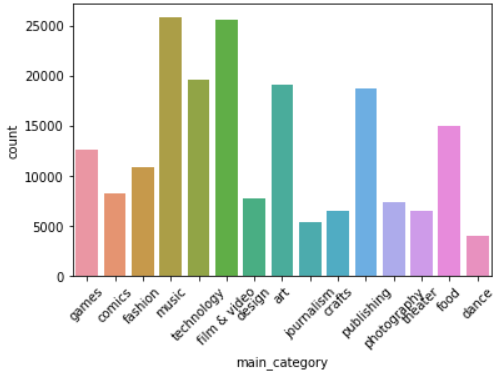 25000
20000
15000
10000
5000
0
count
games
comics
fashion
music
technology
film & video
design
art
journalism
crafts
publishing
photography
theater
food
dance
main_category